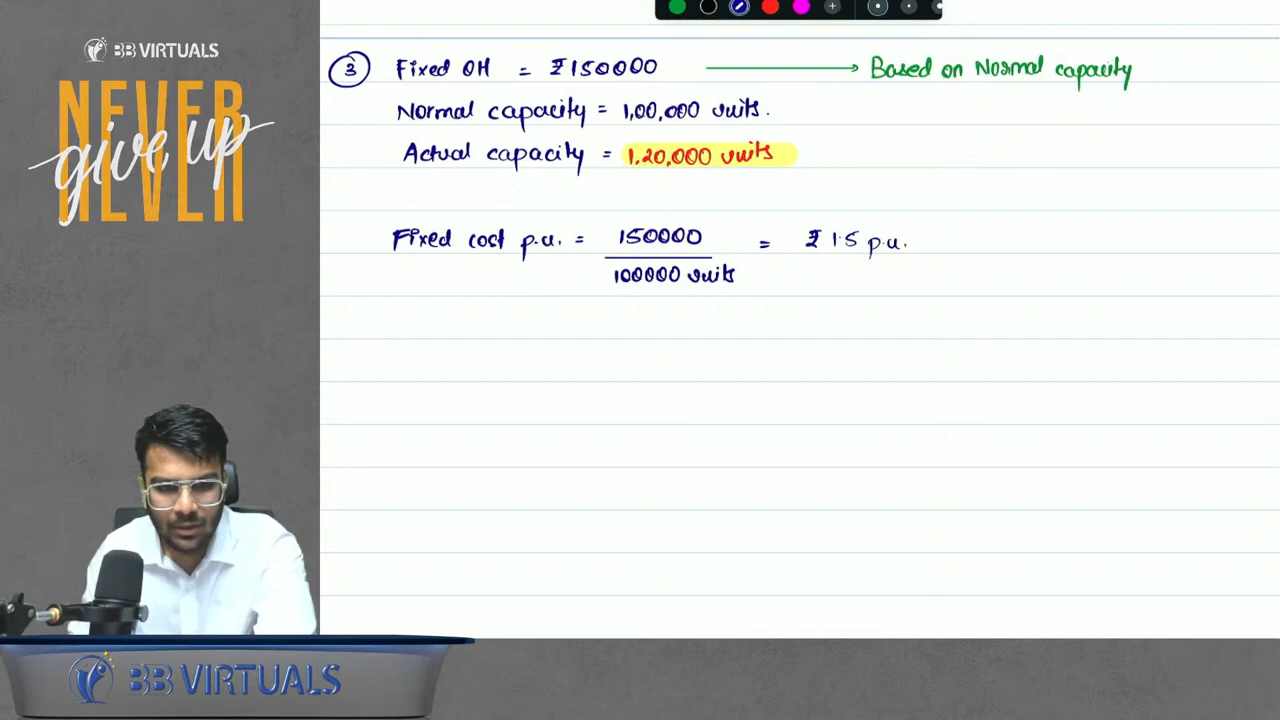 BB VIRTUALS
NEVER
give up
NEVER
3 Fixed OH = ₹150000 → Based on Normal capacity
Normal capacity = 1,00,000 units.
Actual capacity = 1,20,000 units
Fixed cost p.u. = 150000 = ₹ 1.5 p.u.
100000 units
BB VIRTUALS